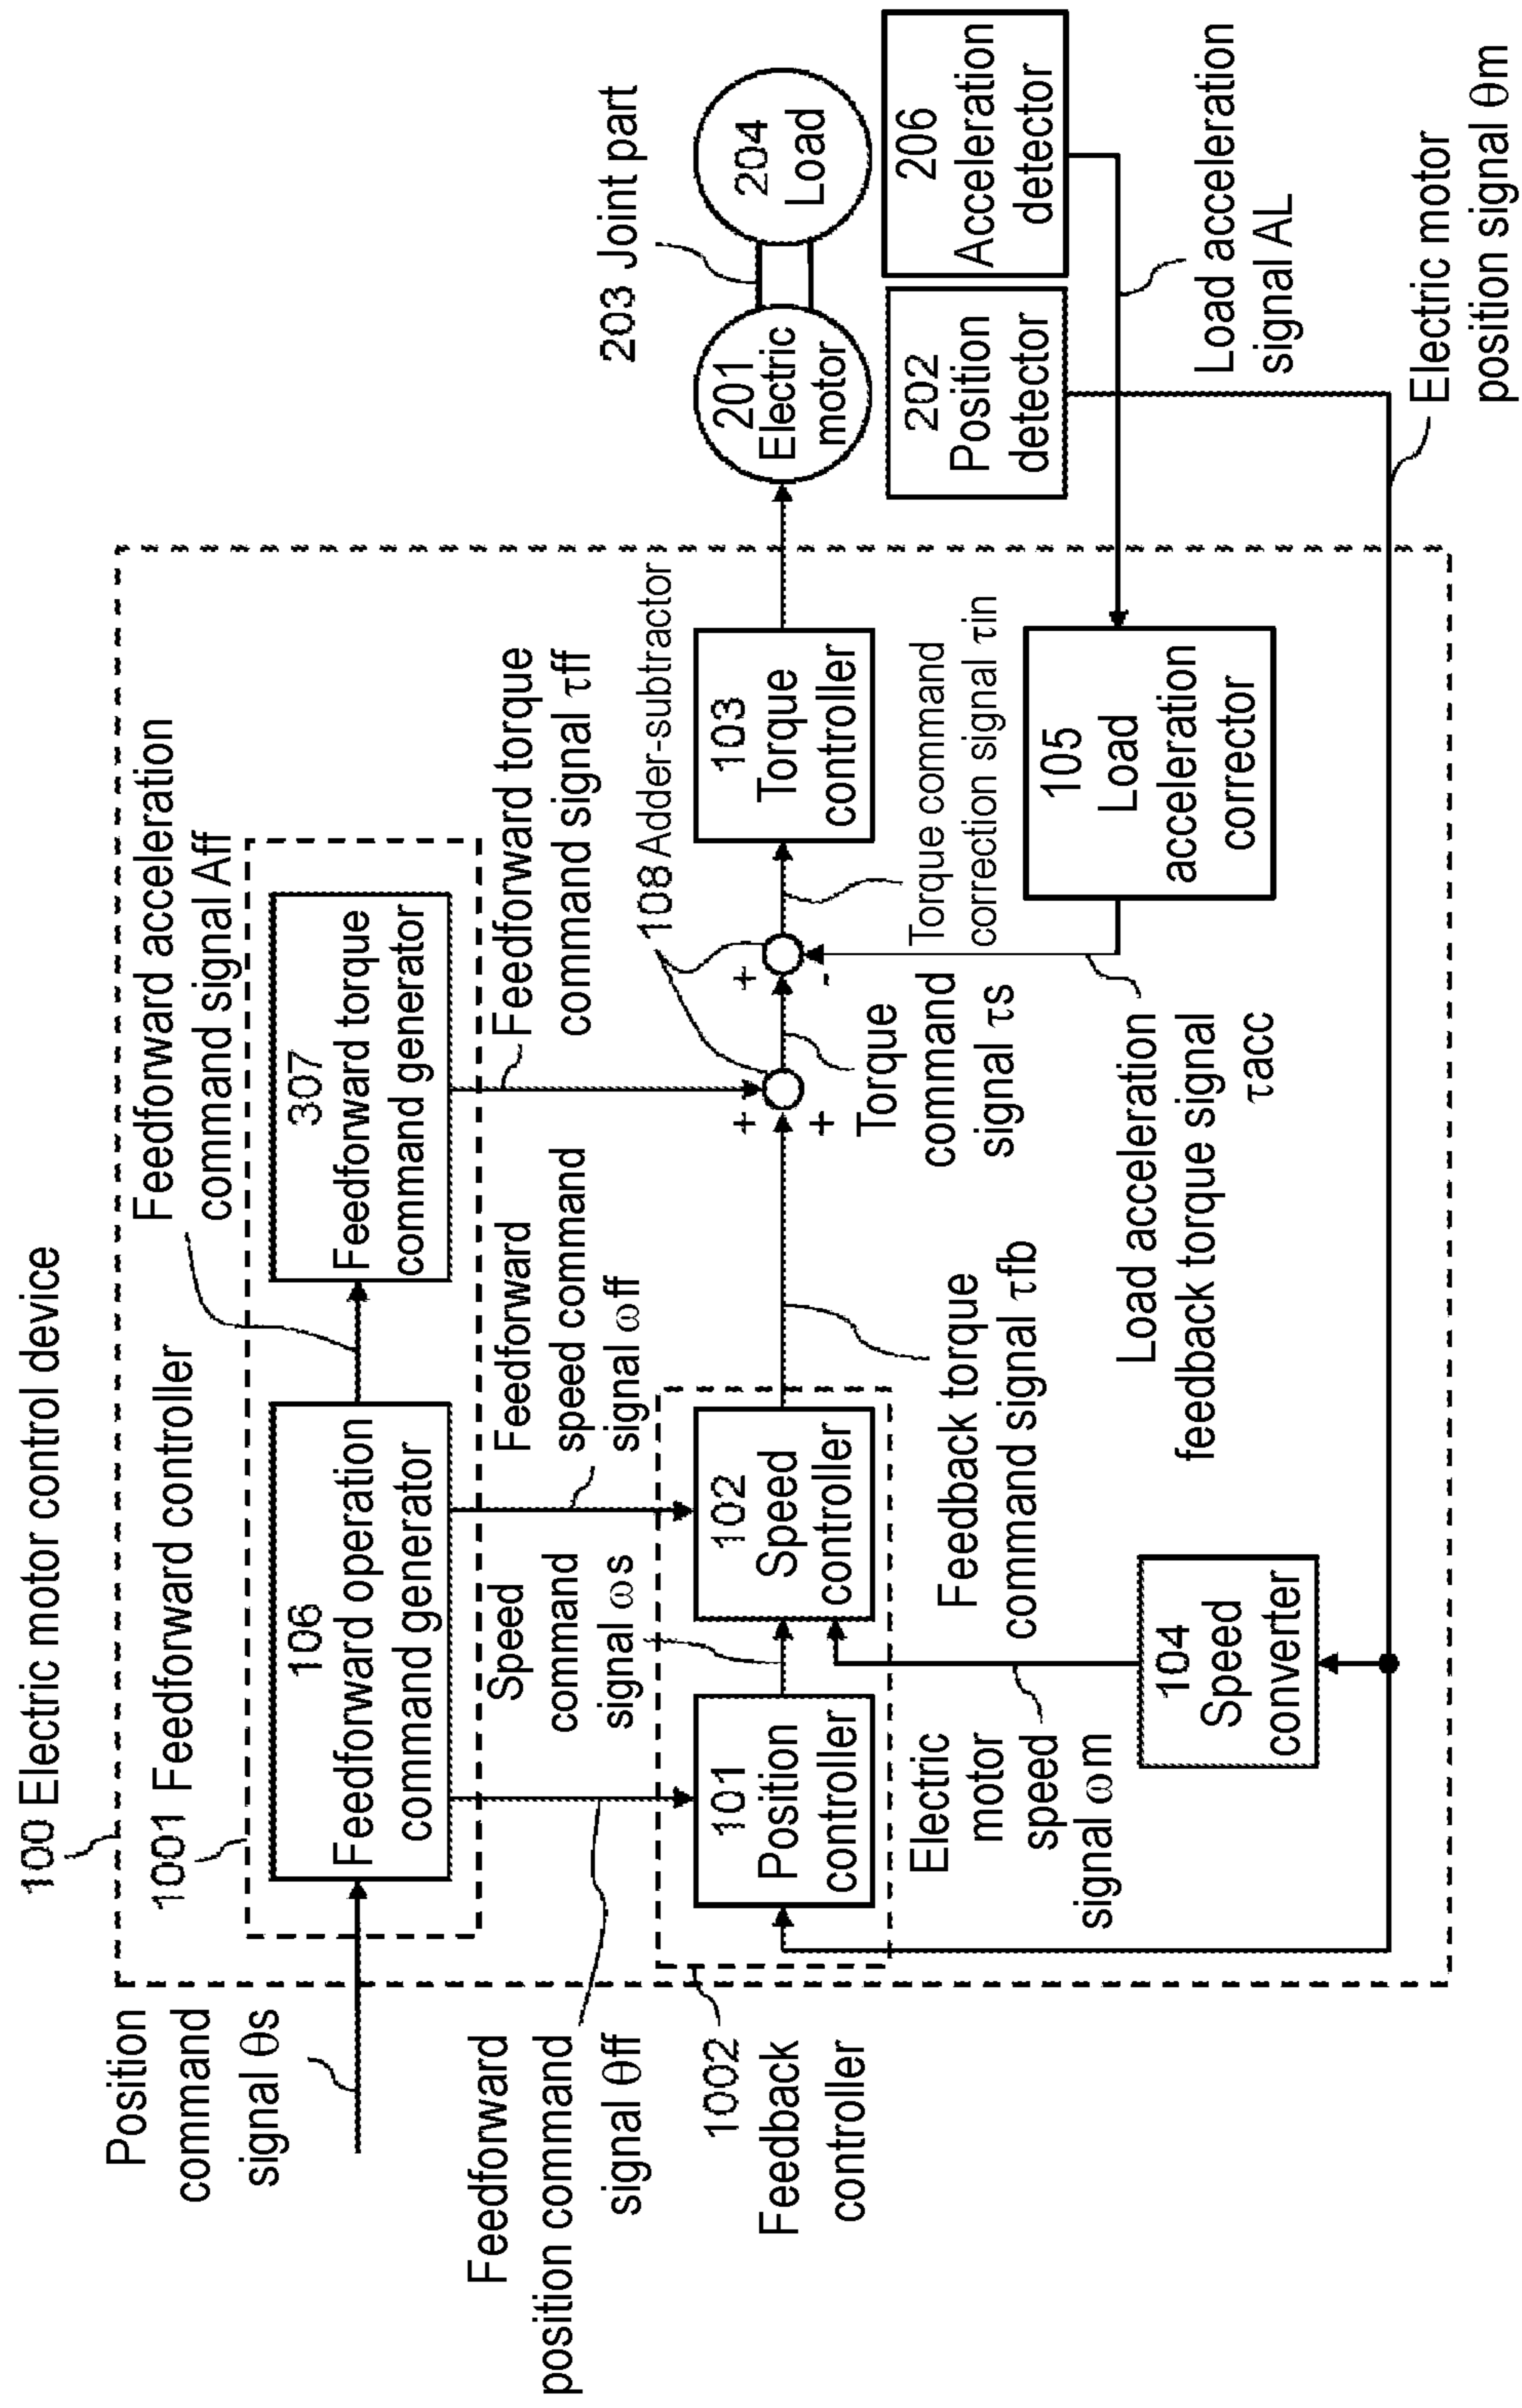 100 Electric motor control device
1001 Feedforward controller
Position
command
signal θs
106
Feedforward operation
command generator
Feedforward acceleration
command signal Aff
307
Feedforward torque
command generator
Feedforward
position command
signal θff
Speed
command
signal ωs
Feedforward
speed command
signal ωff
Feedforward torque
command signal τff
108 Adder-subtractor
203 Joint part
1002
Feedback
controller
101
Position
controller
102
Speed
controller
+
+
+
-
103
Torque
controller
201
Electric
motor
204
Load
Electric
motor
speed
signal ωm
Feedback torque
command signal τfb
Torque
command
signal τs
Torque command
correction signal τin
202
Position
detector
206
Acceleration
detector
104
Speed
converter
Load acceleration
feedback torque signal
τacc
105
Load
acceleration
corrector
Load acceleration
signal AL
Electric motor
position signal θm